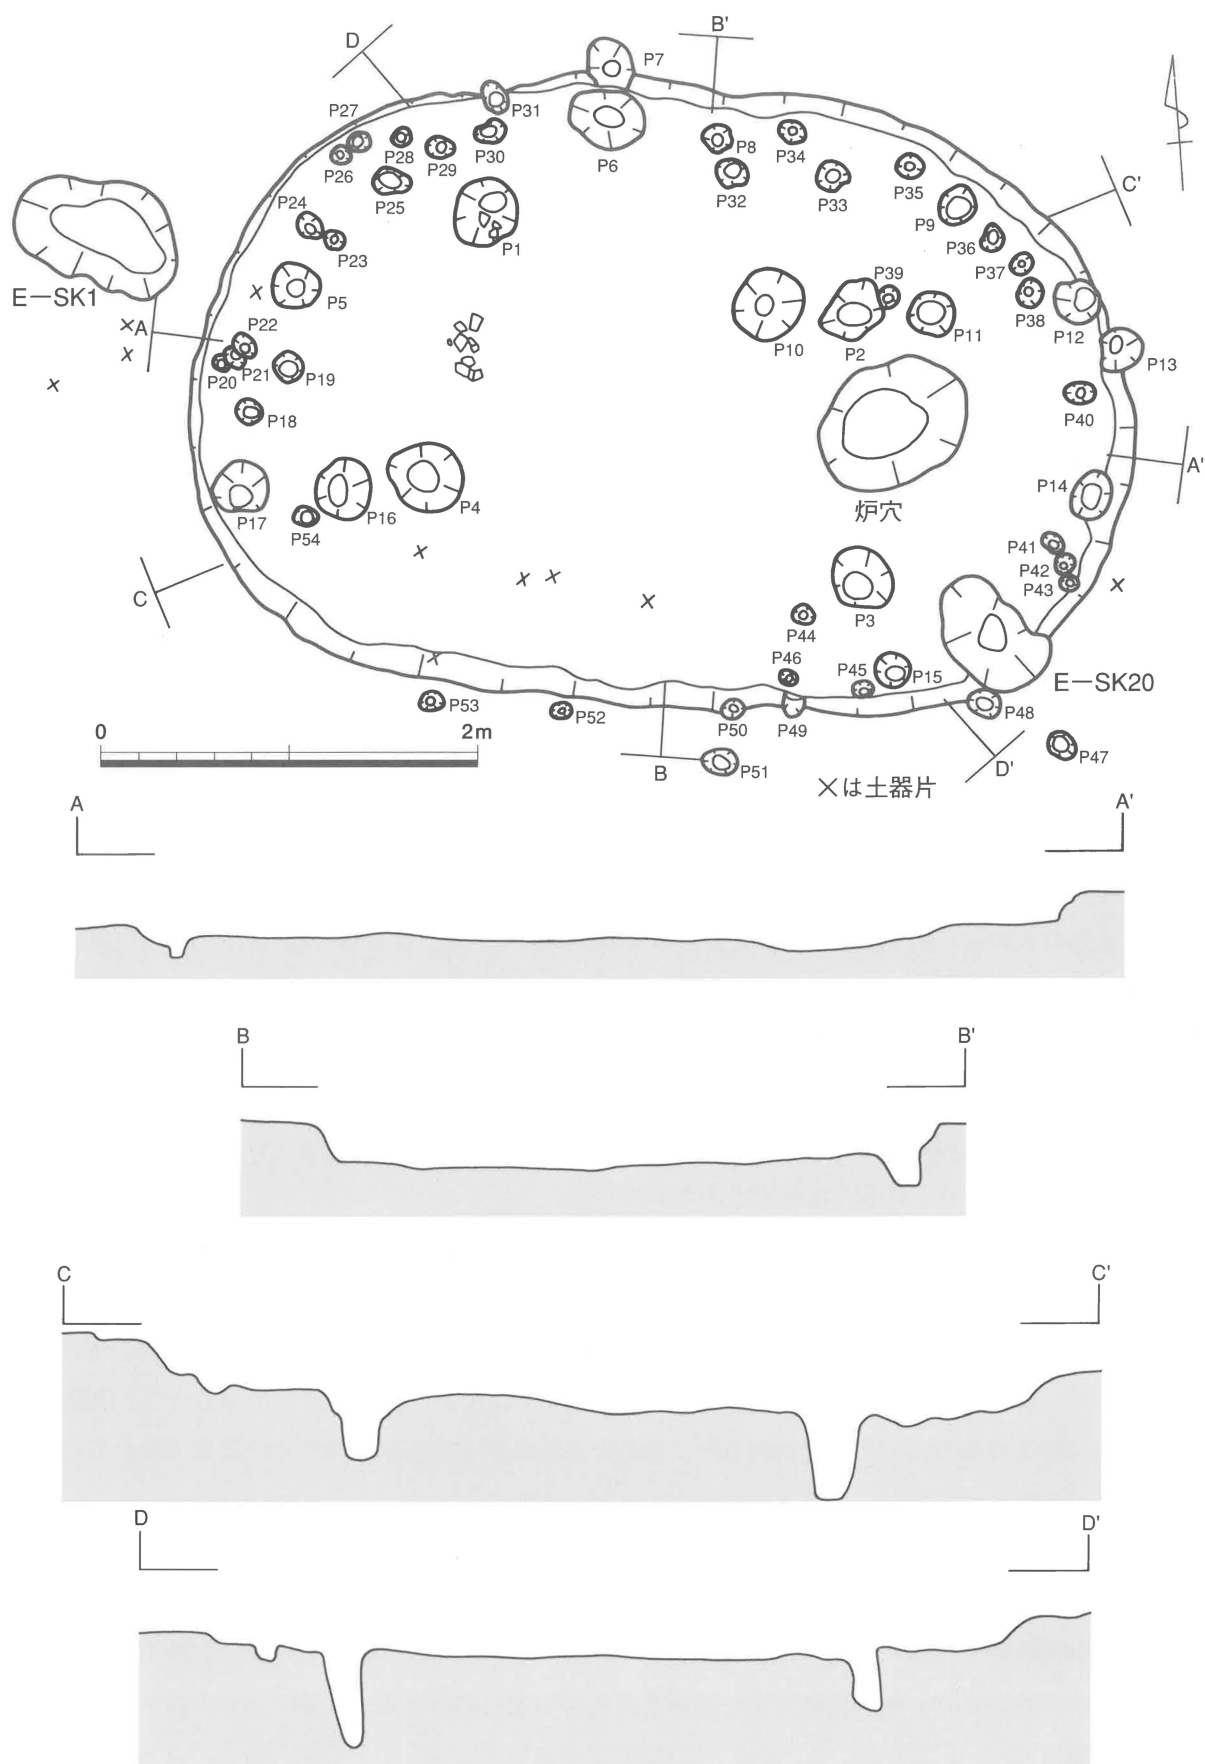 D
B'
P7
P27
P31
P28
P29
P30
P8
P34
P26
P25
P6
P32
P33
P35
C'
P24
P9
P36
P23
P1
P37
E-SK1
P5
P39
P38
×A
P22
P10
P2
P11
P12
P13
P20
P21
P19
P40
P18
A'
P14
P17
P54
P16
P4
炉穴
P41
P42
P43
C
P3
P44
P46
P45
P15
E-SK20
P53
P52
P50
P49
P48
P47
0
2m
B
P51
D'
×は土器片
A
A'
B
B'
C
C'
D
D'